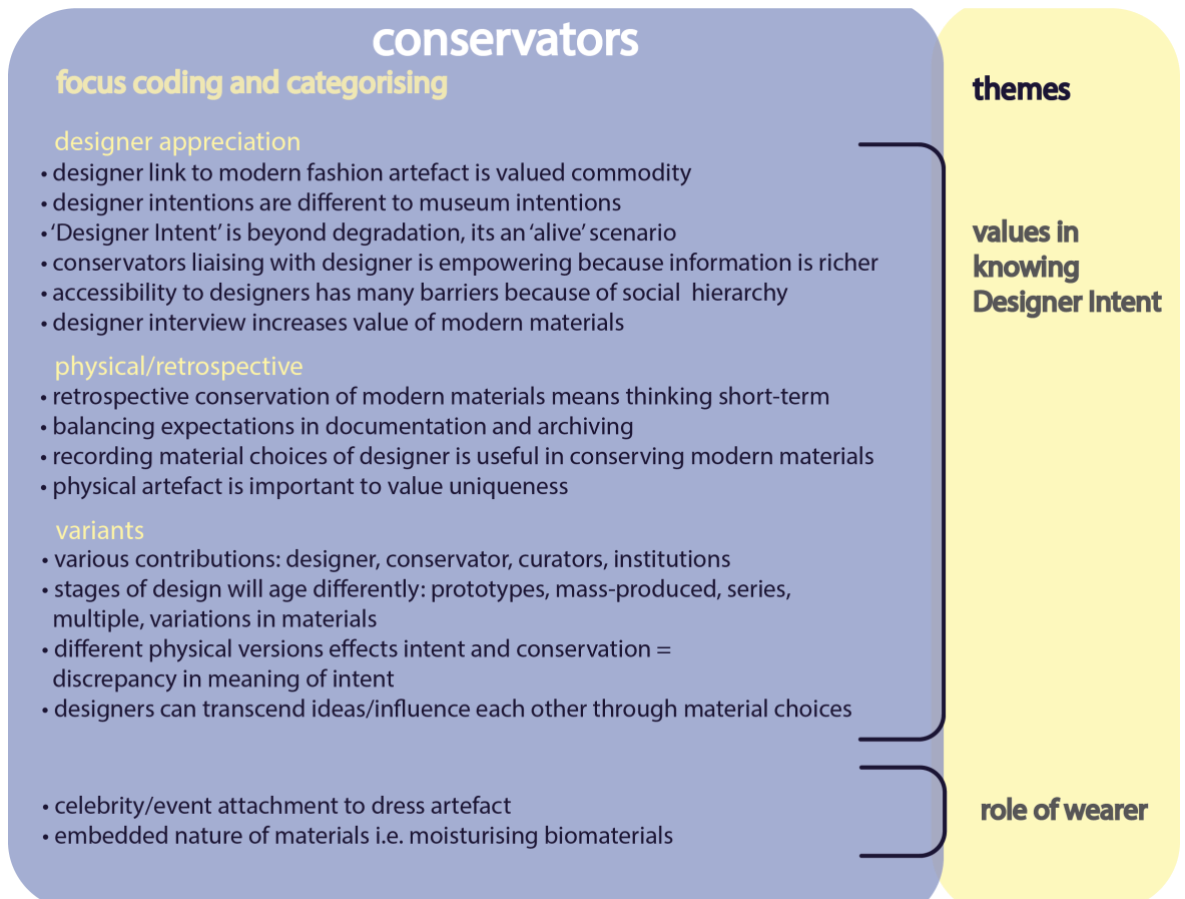 conservators
focus coding and categorising
themes
designer appreciation
• designer link to modern fashion artefact is valued commodity
• designer intentions are different to museum intentions
• ‘Designer Intent’ is beyond degradation, its an ‘alive’ scenario
• conservators liaising with designer is empowering because information is richer
• accessibility to designers has many barriers because of social hierarchy
• designer interview increases value of modern materials
values in
knowing
Designer Intent
physical/retrospective
• retrospective conservation of modern materials means thinking short-term
• balancing expectations in documentation and archiving
• recording material choices of designer is useful in conserving modern materials
• physical artefact is important to value uniqueness
variants
• various contributions: designer, conservator, curators, institutions
• stages of design will age differently: prototypes, mass-produced, series,
multiple, variations in materials
• different physical versions effects intent and conservation =
discrepancy in meaning of intent
• designers can transcend ideas/influence each other through material choices
• celebrity/event attachment to dress artefact
• embedded nature of materials i.e. moisturising biomaterials
role of wearer